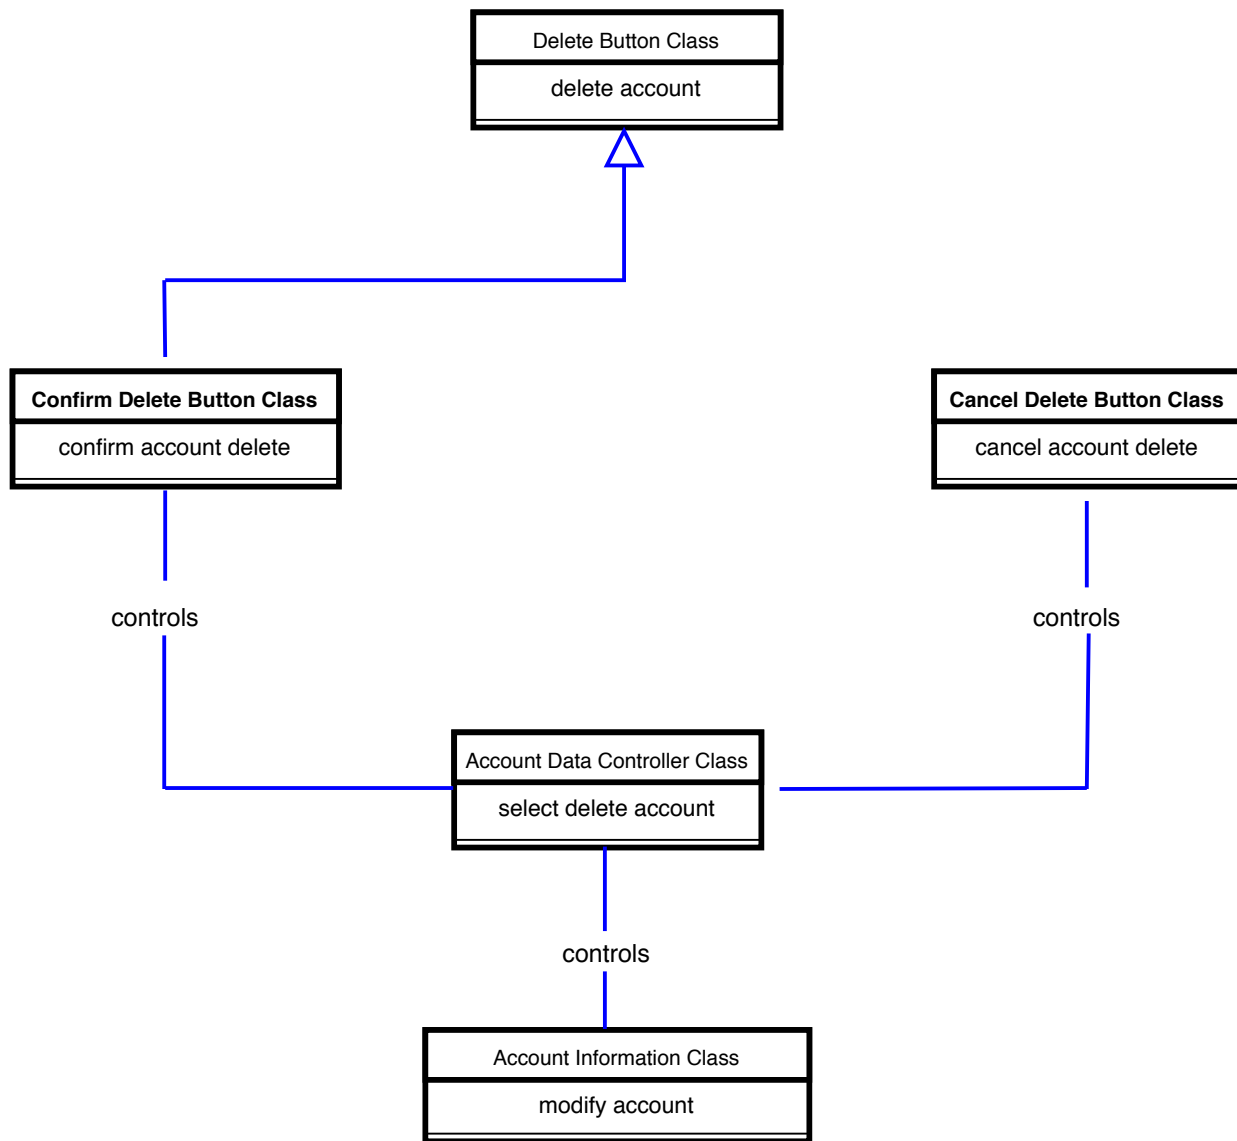 Delete Button Class
delete account
Confirm Delete Button Class
confirm account delete
Cancel Delete Button Class
cancel account delete
controls
controls
Account Data Controller Class
select delete account
controls
Account Information Class
modify account